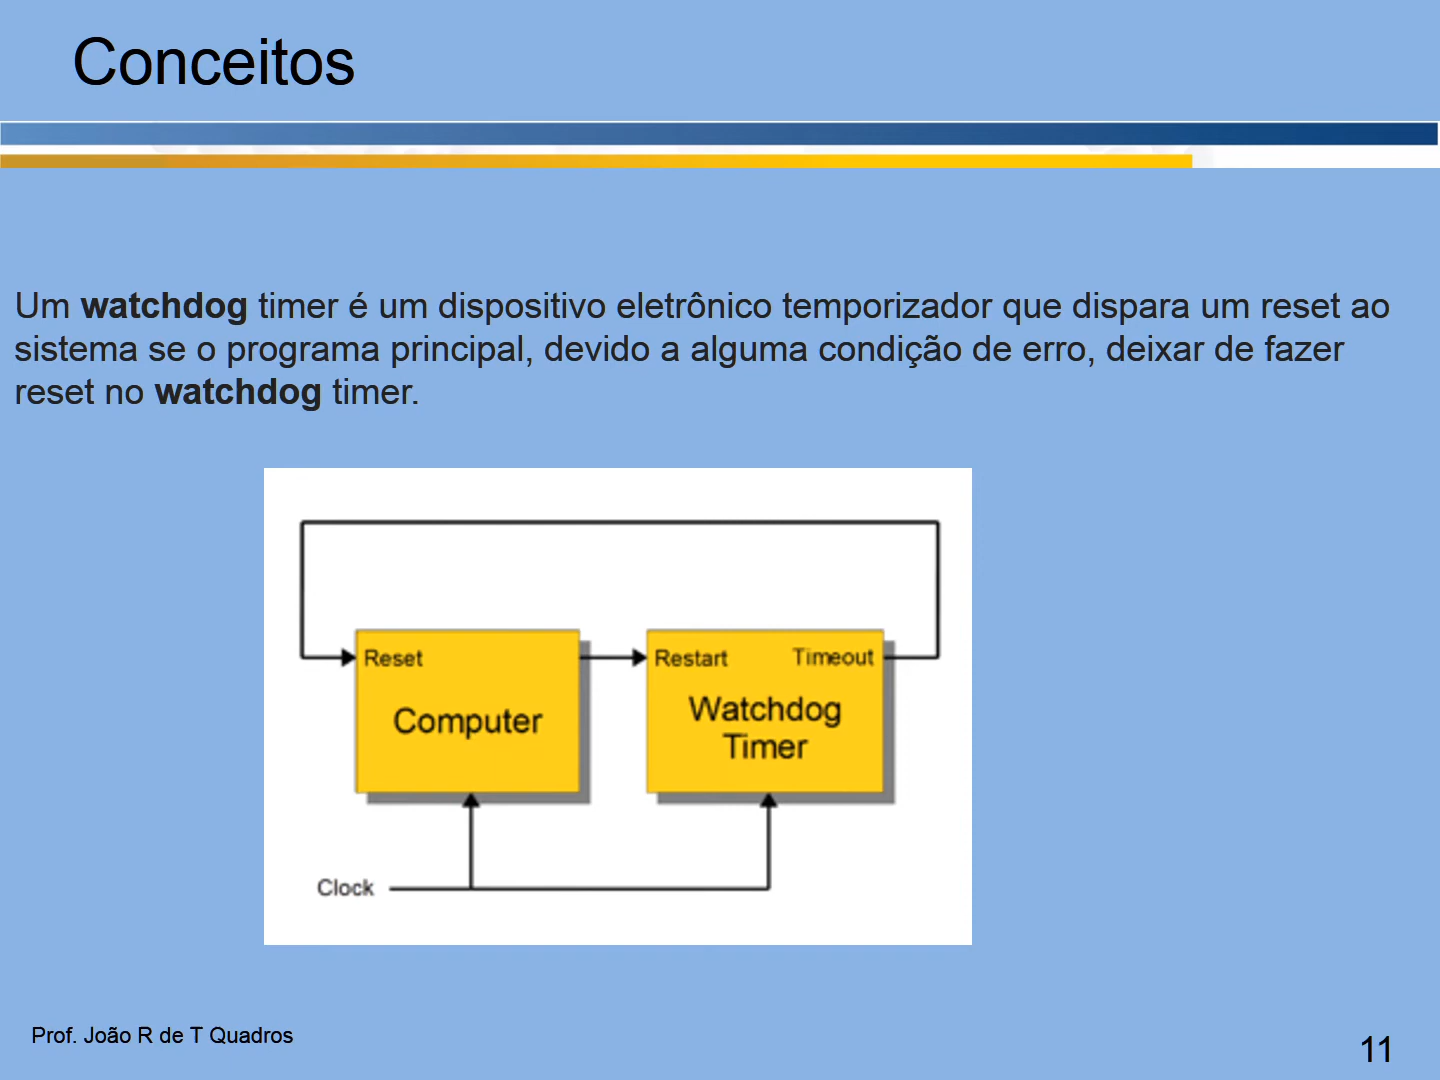 Conceitos
Um watchdog timer é um dispositivo eletrônico temporizador que dispara um reset ao
sistema se o programa principal, devido a alguma condição de erro, deixar de fazer
reset no watchdog timer.
Reset
Computer
Restart
Timeout
Watchdog
Timer
Clock
Prof. João R de T Quadros
11